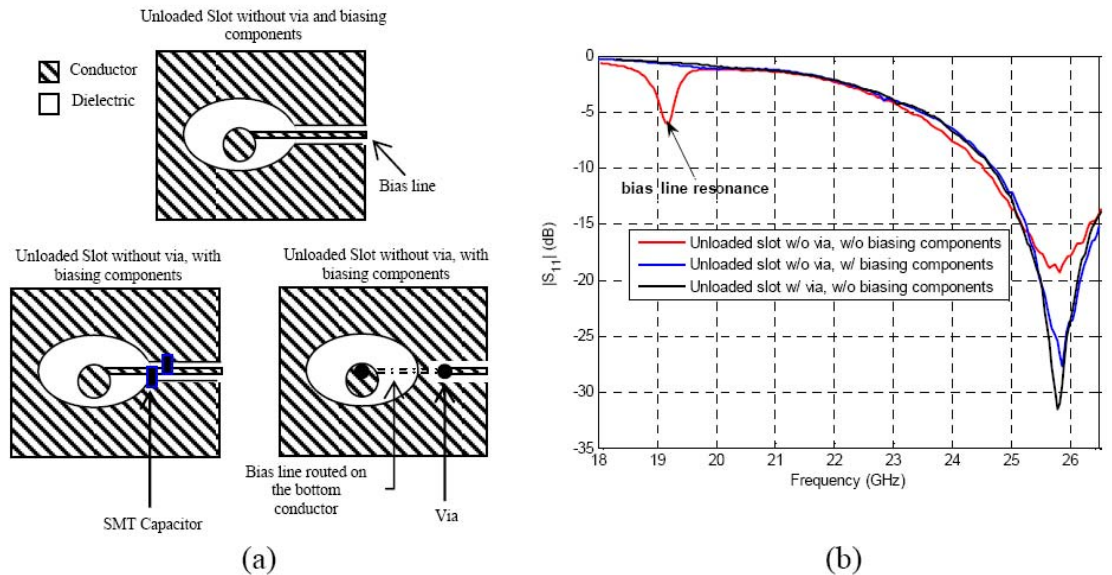 (a)
Unloaded Slot without via and biasing
components
Conductor
Dielectric
Bias line
Unloaded Slot without via, with
biasing components
SMT Capacitor
Unloaded Slot without via, with
biasing components
Bias line routed on
the bottom
conductor
Via
(b)
|S11| (dB)
0
-5
-10
-15
-20
-25
-30
-35
bias line resonance
Unloaded slot w/o via, w/o biasing components
Unloaded slot w/o via, w/ biasing components
Unloaded slot w/ via, w/o biasing components
18
19
20
21
22
23
24
25
26
Frequency (GHz)
(a)
(b)